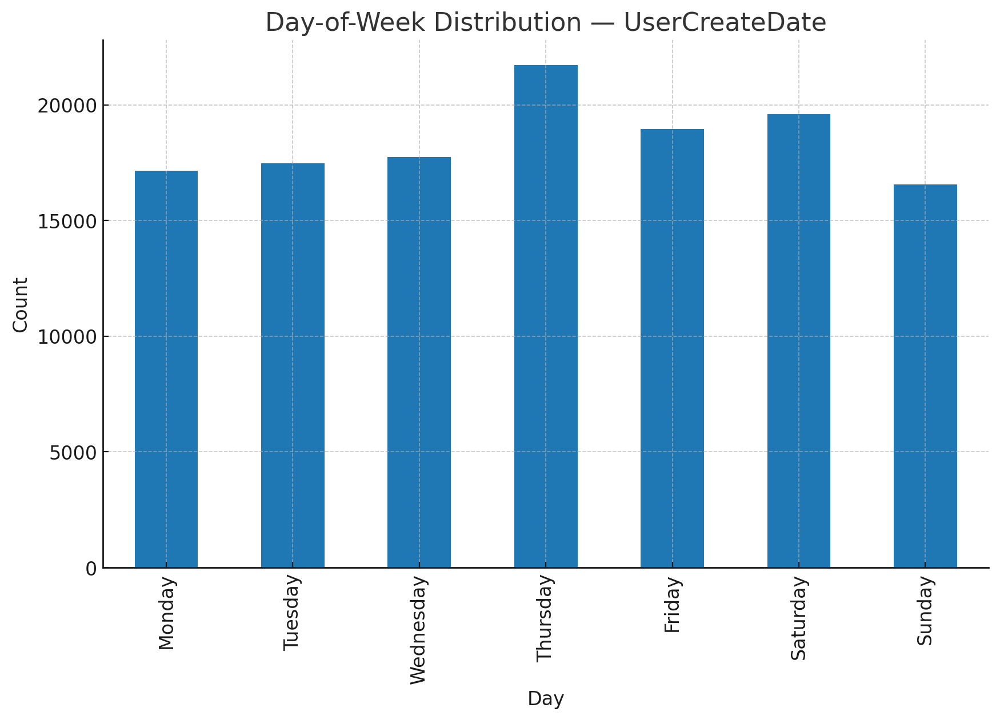 Day-of-Week Distribution — UserCreateDate
Count
20000
15000
10000
5000
0
Monday
Tuesday
Wednesday
Thursday
Friday
Saturday
Sunday
Day